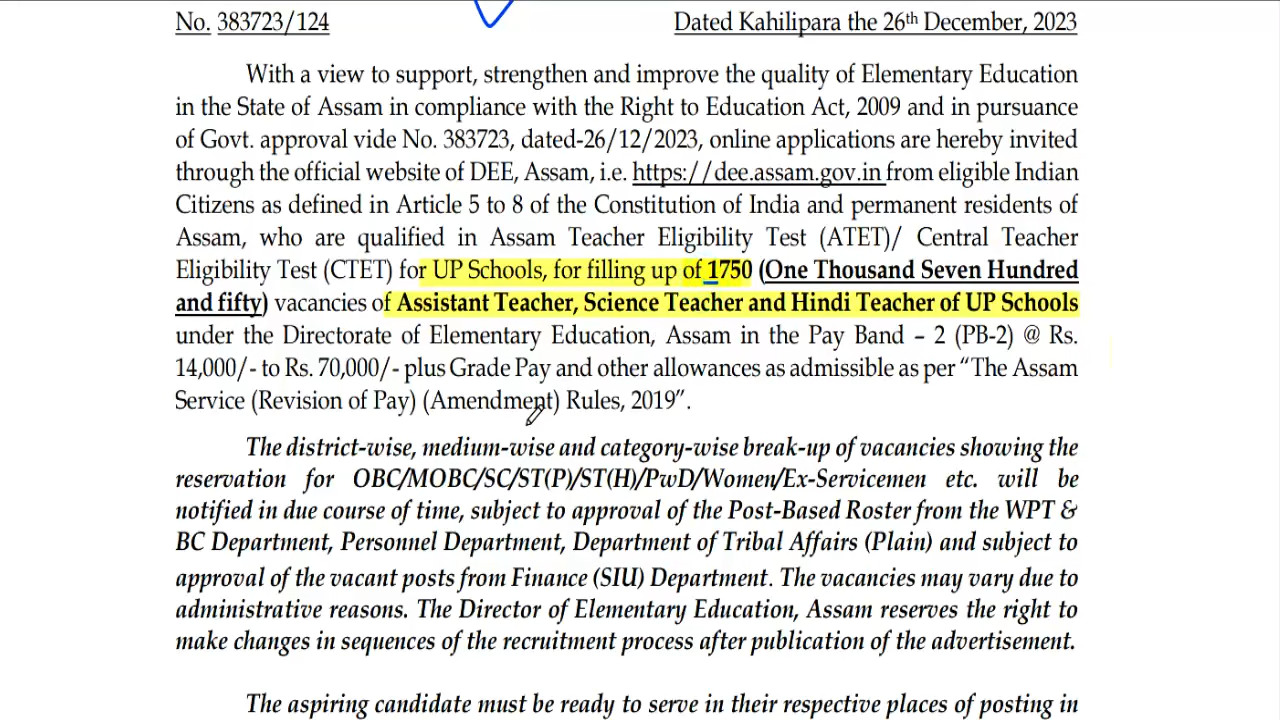 No. 383723/124 Dated Kahilipara the 26th December, 2023
With a view to support, strengthen and improve the quality of Elementary Education
in the State of Assam in compliance with the Right to Education Act, 2009 and in pursuance
of Govt. approval vide No. 383723, dated-26/12/2023, online applications are hereby invited
through the official website of DEE, Assam, i.e. https://dee.assam.gov.in from eligible Indian
Citizens as defined in Article 5 to 8 of the Constitution of India and permanent residents of
Assam, who are qualified in Assam Teacher Eligibility Test (ATET)/ Central Teacher
Eligibility Test (CTET) for UP Schools, for filling up of 1750 (One Thousand Seven Hundred
and fifty) vacancies of Assistant Teacher, Science Teacher and Hindi Teacher of UP Schools
under the Directorate of Elementary Education, Assam in the Pay Band – 2 (PB-2) @ Rs.
14,000/- to Rs. 70,000/- plus Grade Pay and other allowances as admissible as per “The Assam
Service (Revision of Pay) (Amendment) Rules, 2019”.
The district-wise, medium-wise and category-wise break-up of vacancies showing the
reservation for OBC/MOBC/SC/ST(P)/ST(H)/PwD/Women/Ex-Servicemen etc. will be
notified in due course of time, subject to approval of the Post-Based Roster from the WPT &
BC Department, Personnel Department, Department of Tribal Affairs (Plain) and subject to
approval of the vacant posts from Finance (SIU) Department. The vacancies may vary due to
administrative reasons. The Director of Elementary Education, Assam reserves the right to
make changes in sequences of the recruitment process after publication of the advertisement.
The aspiring candidate must be ready to serve in their respective places of posting in